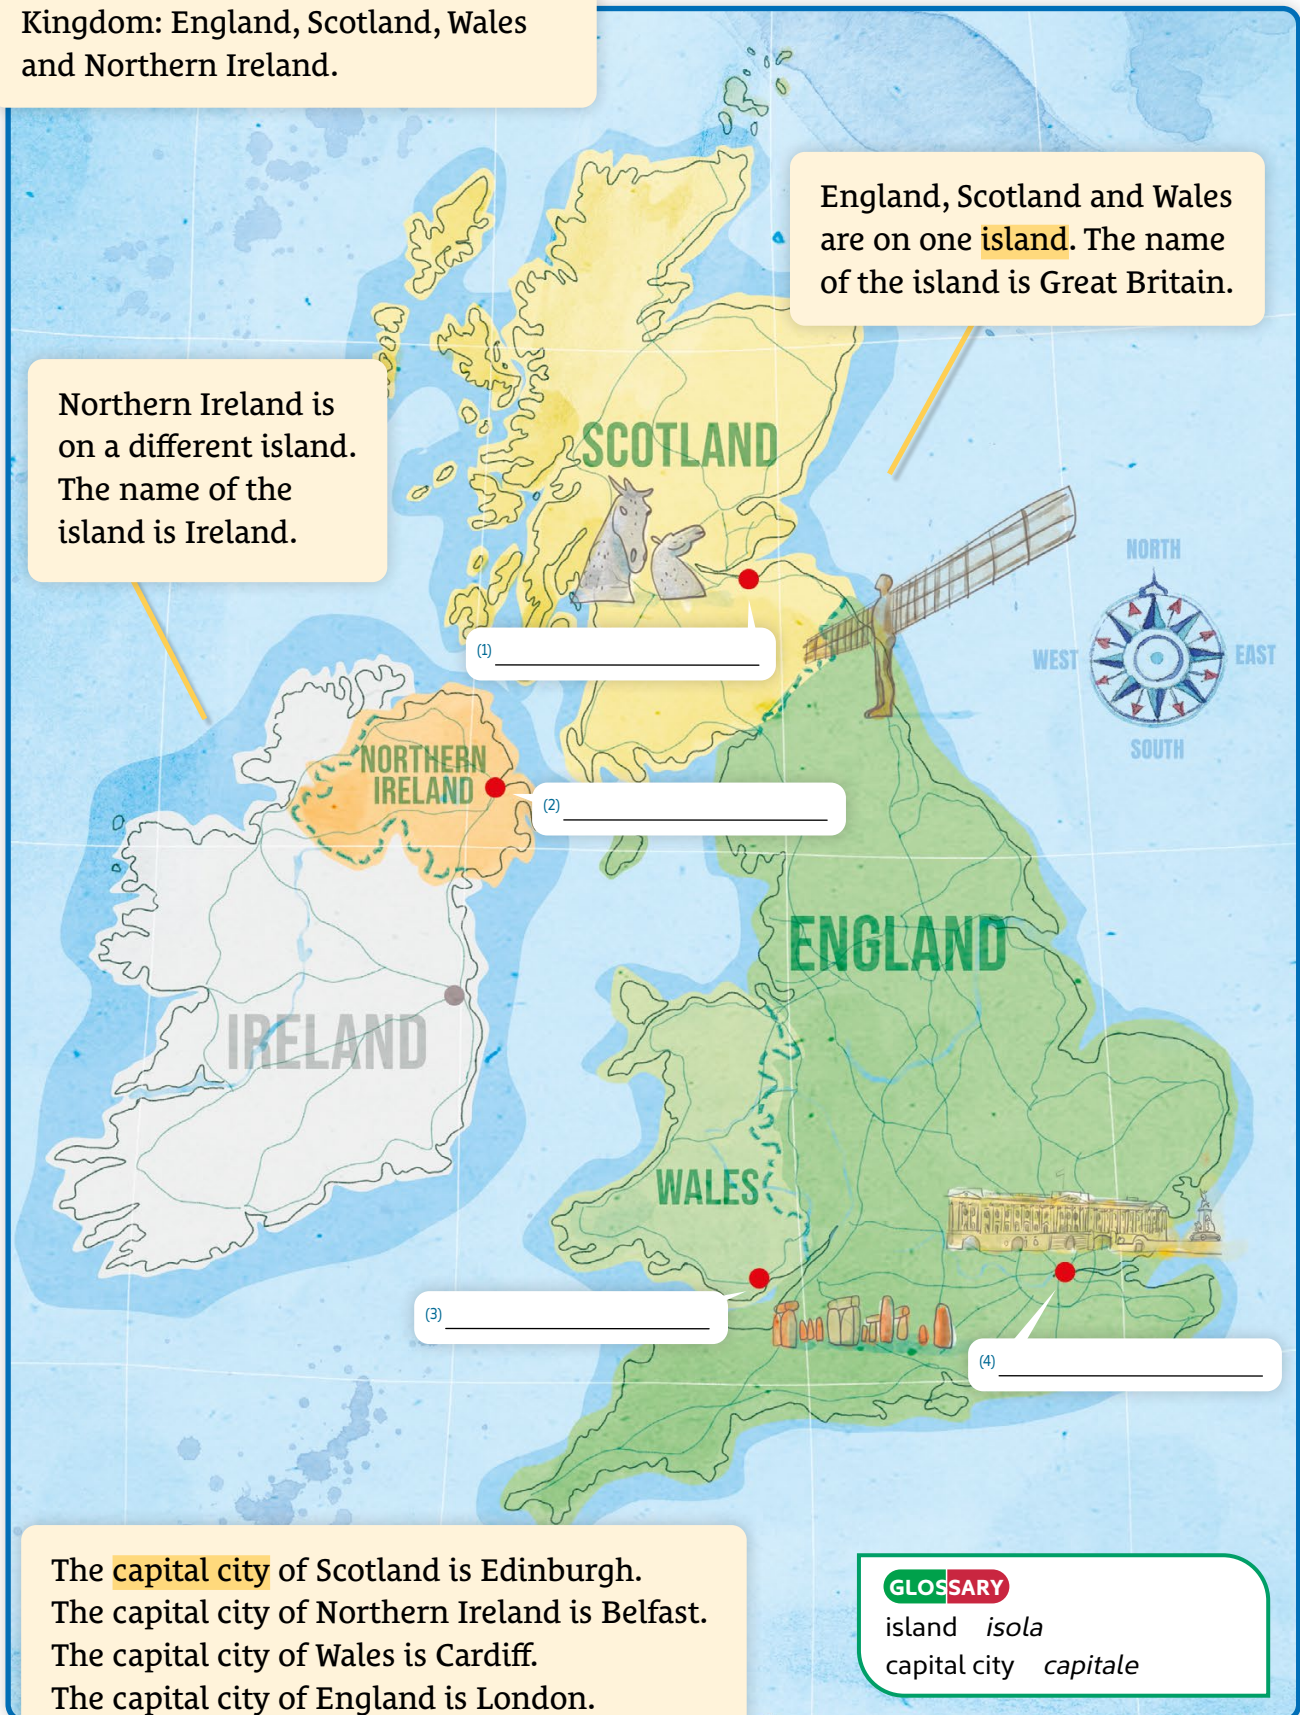 Kingdom: England, Scotland, Wales
and Northern Ireland.
England, Scotland and Wales
are on one island. The name
of the island is Great Britain.
Northern Ireland is
on a different island.
The name of the
island is Ireland.
SCOTLAND
NORTH
WEST
EAST
SOUTH
(1)
NORTHERN
IRELAND
(2)
ENGLAND
IRELAND
WALES
(3)
(4)
The capital city of Scotland is Edinburgh.
The capital city of Northern Ireland is Belfast.
The capital city of Wales is Cardiff.
The capital city of England is London.
GLOSSARY
island isola
capital city capitale